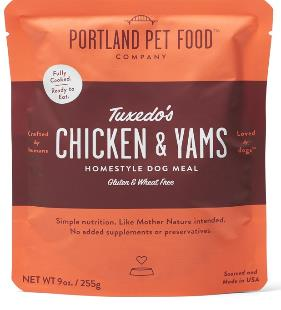 PORTLAND PET FOOD™
COMPANY
Fully
Cooked.
Ready to
Eat.
Tuxedo's
Crafted
by
humans
CHICKEN & YAMS
Loved
by
dogs™
HOMESTYLE DOG MEAL
Gluten & Wheat Free
Simple nutrition. Like Mother Nature intended.
No added supplements or preservatives
NET WT 9oz. / 255g
Sourced and
Made in USA